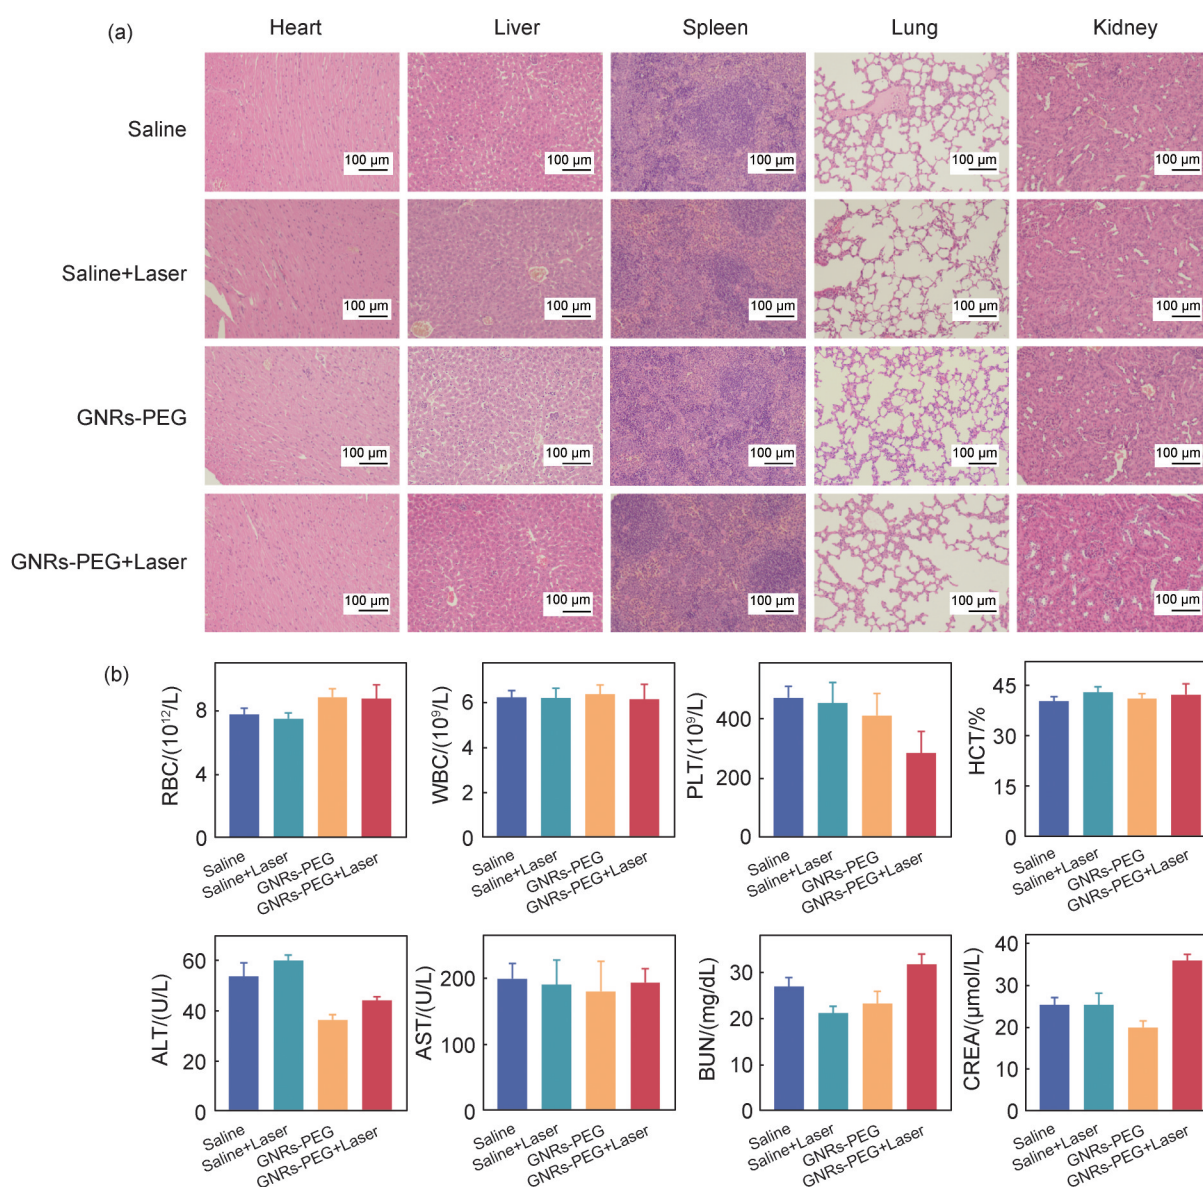 (a)
Heart Liver Spleen Lung Kidney
Saline
100 μm 100 μm 100 μm 100 μm 100 μm
Saline+Laser
100 μm 100 μm 100 μm 100 μm 100 μm
GNRs-PEG
100 μm 100 μm 100 μm 100 μm 100 μm
GNRs-PEG+Laser
100 μm 100 μm 100 μm 100 μm 100 μm
(b)
RBC/(10¹²/L)
8
4
0
Saline
Saline+Laser
GNRs-PEG
GNRs-PEG+Laser
WBC/(10⁹/L)
6
4
2
0
Saline
Saline+Laser
GNRs-PEG
GNRs-PEG+Laser
PLT/(10⁹/L)
400
200
0
Saline
Saline+Laser
GNRs-PEG
GNRs-PEG+Laser
HCT/%
45
30
15
0
Saline
Saline+Laser
GNRs-PEG
GNRs-PEG+Laser
ALT/(U/L)
60
40
20
0
Saline
Saline+Laser
GNRs-PEG
GNRs-PEG+Laser
AST/(U/L)
200
100
0
Saline
Saline+Laser
GNRs-PEG
GNRs-PEG+Laser
BUN/(mg/dL)
30
20
10
0
Saline
Saline+Laser
GNRs-PEG
GNRs-PEG+Laser
CREA/(μmol/L)
40
30
20
10
0
Saline
Saline+Laser
GNRs-PEG
GNRs-PEG+Laser